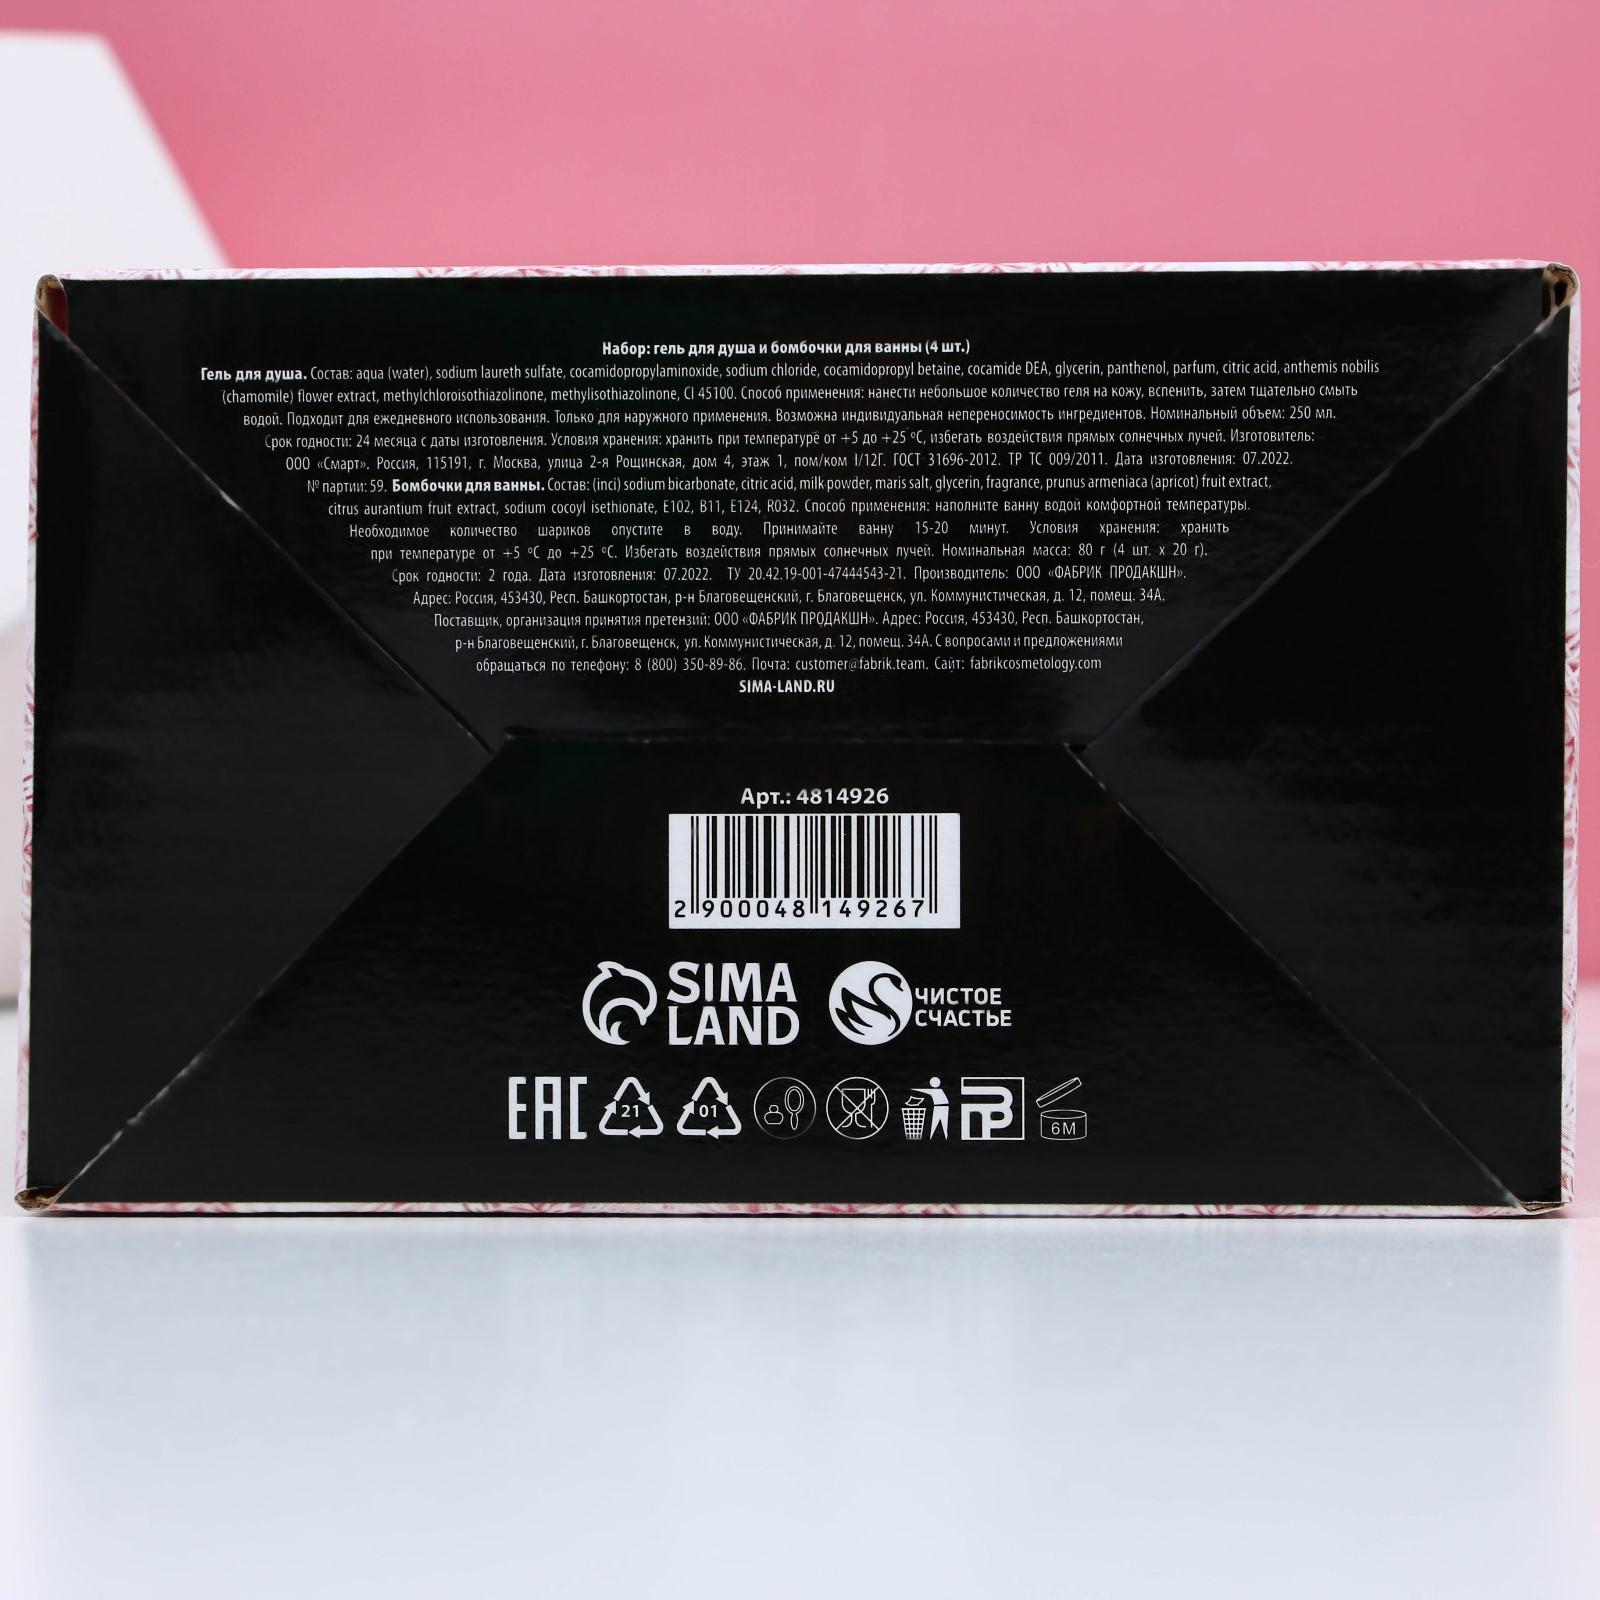 Набор: гель для душа и бомбочки для ванны (4 шт.)
Гель для душа. Состав: aqua (water), sodium laureth sulfate, cocamidopropylaminoxide, sodium chloride, cocamidopropyl betaine, cocamide DEA, glycerin, panthenol, parfum, citric acid, anthemis nobilis
(chamomile) flower extract, methylchloroisothiazolinone, methylisothiazolinone, CI 45100. Способ применения: нанести небольшое количество геля на кожу, вспенить, затем тщательно смыть
водой. Подходит для ежедневного использования. Только для наружного применения. Возможна индивидуальная непереносимость ингредиентов. Номинальный объем: 250 мл.
Срок годности: 24 месяца с даты изготовления. Условия хранения: хранить при температуре от +5 до +25 ºС, избегать воздействия прямых солнечных лучей. Изготовитель:
ООО «Смарт». Россия, 115191, г. Москва, улица 2-я Рощинская, дом 4, этаж 1, пом/ком I/12Г. ГОСТ 31696-2012. ТР ТС 009/2011. Дата изготовления: 07.2022.
№ партии: 59. Бомбочки для ванны. Состав: (inci) sodium bicarbonate, citric acid, milk powder, maris salt, glycerin, fragrance, prunus armeniaca (apricot) fruit extract,
citrus aurantium fruit extract, sodium cocoyl isethionate, E102, B11, E124, R032. Способ применения: наполните ванну водой комфортной температуры.
Необходимое количество шариков опустите в воду. Принимайте ванну 15-20 минут. Условия хранения: хранить
при температуре от +5 ºС до +25 ºС. Избегать воздействия прямых солнечных лучей. Номинальная масса: 80 г (4 шт. х 20 г).
Срок годности: 2 года. Дата изготовления: 07.2022. ТУ 20.42.19-001-47444543-21. Производитель: ООО «ФАБРИК ПРОДАКШН».
Адрес: Россия, 453430, Респ. Башкортостан, р-н Благовещенский, г. Благовещенск, ул. Коммунистическая, д. 12, помещ. 34А.
Поставщик, организация принятия претензий: ООО «ФАБРИК ПРОДАКШН». Адрес: Россия, 453430, Респ. Башкортостан,
р-н Благовещенский, г. Благовещенск, ул. Коммунистическая, д. 12, помещ. 34А. С вопросами и предложениями
обращаться по телефону: 8 (800) 350-89-86. Почта: customer@fabrik.team. Сайт: fabrikcosmetology.com
SIMA-LAND.RU
Арт.: 4814926
2 900048 149267
SIMA
LAND
ЧИСТОЕ
СЧАСТЬЕ
EAC 21 01 6M